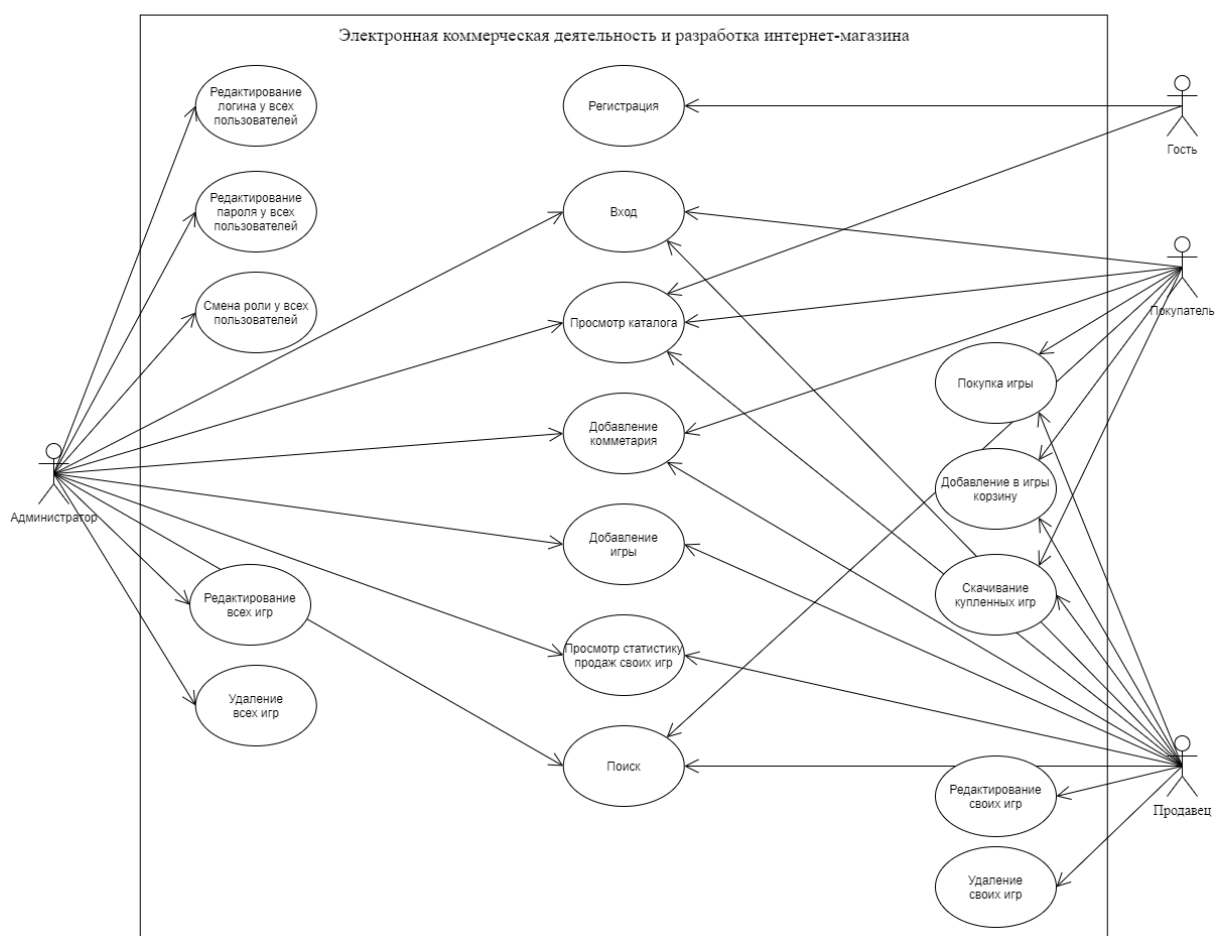 Электронная коммерческая деятельность и разработка интернет-магазина
Редактирование
логина у всех
пользователей
Регистрация
Гость
Редактирование
пароля у всех
пользователей
Вход
Покупатель
Смена роли у всех
пользователей
Просмотр каталога
Покупка игры
Добавление
комметария
Добавление в игры
корзину
Администратор
Добавление
игры
Редактирование
всех игр
Скачивание
купленных игр
Просмотр статистику
продаж своих игр
Удаление
всех игр
Поиск
Редактирование
своих игр
Продавец
Удаление
своих игр